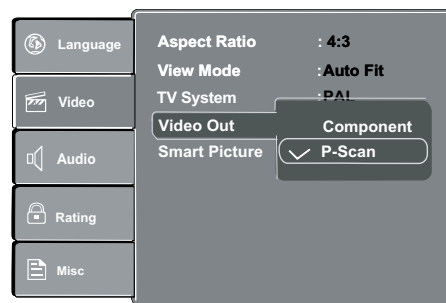 Language
Video
Audio
Rating
Misc
Aspect Ratio : 4:3
View Mode :Auto Fit
TV System :PAL
Video Out Component
Smart Picture P-Scan